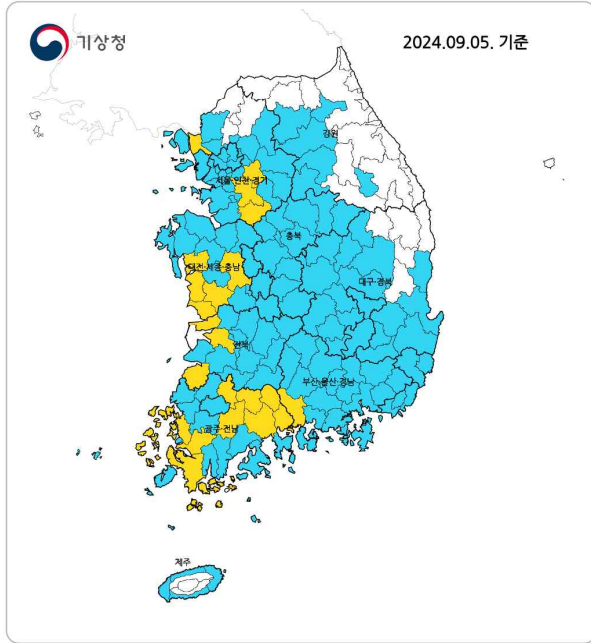 기상청
2024.09.05. 기준
강원
서울·인천·경기
충북
대전·세종·충남
대구·경북
전북
부산·울산·경남
광주·전남
제주